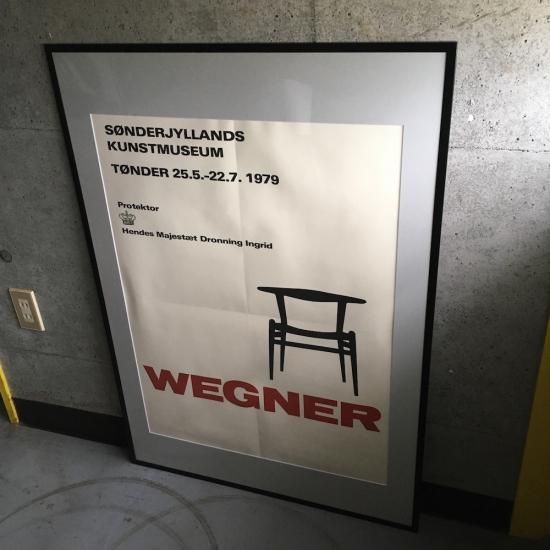 SØNDERJYLLANDS
KUNSTMUSEUM
TØNDER 25.5.-22.7. 1979
Protektor
Hendes Majestæt Dronning Ingrid
WEGNER